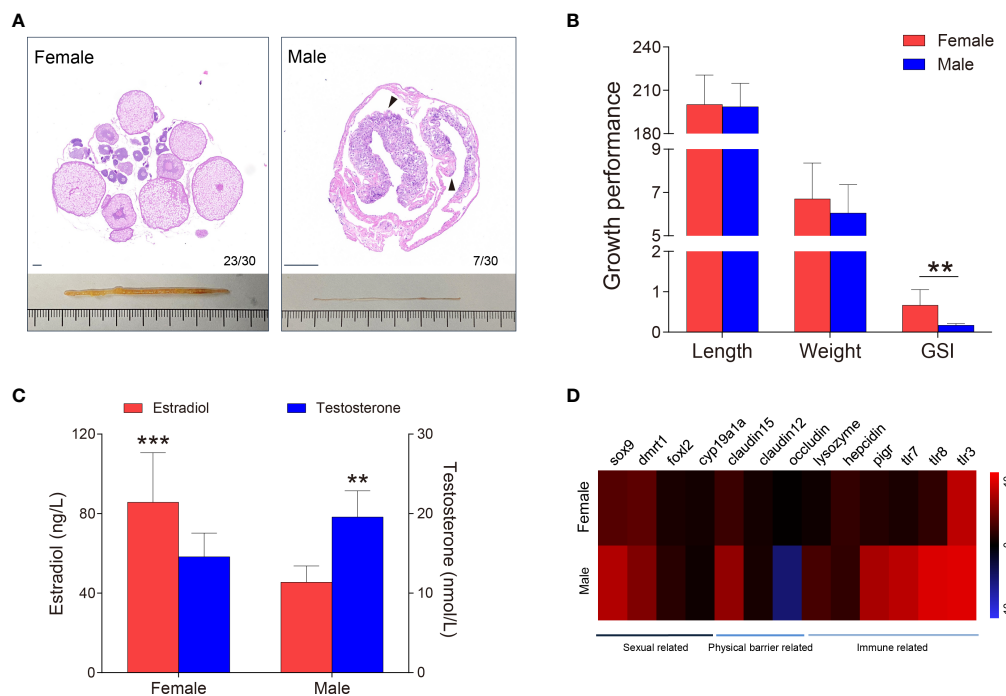 A
Female
23/30
Male
7/30
B
Growth performance
240
210
180
9
7
5
2
1
0
Female
Male
**
Length
Weight
GSI
C
Estradiol
Testosterone
Estradiol (ng/L)
120
80
40
0
***
**
30
20
10
0
Testosterone (nmol/L)
Female
Male
D
sox9
dmrt1
foxl2
cyp19a1a
claudin15
claudin12
occludin
lysozyme
hepcidin
pigr
tlr7
tlr8
tlr3
Female
Male
Sexual related
Physical barrier related
Immune related